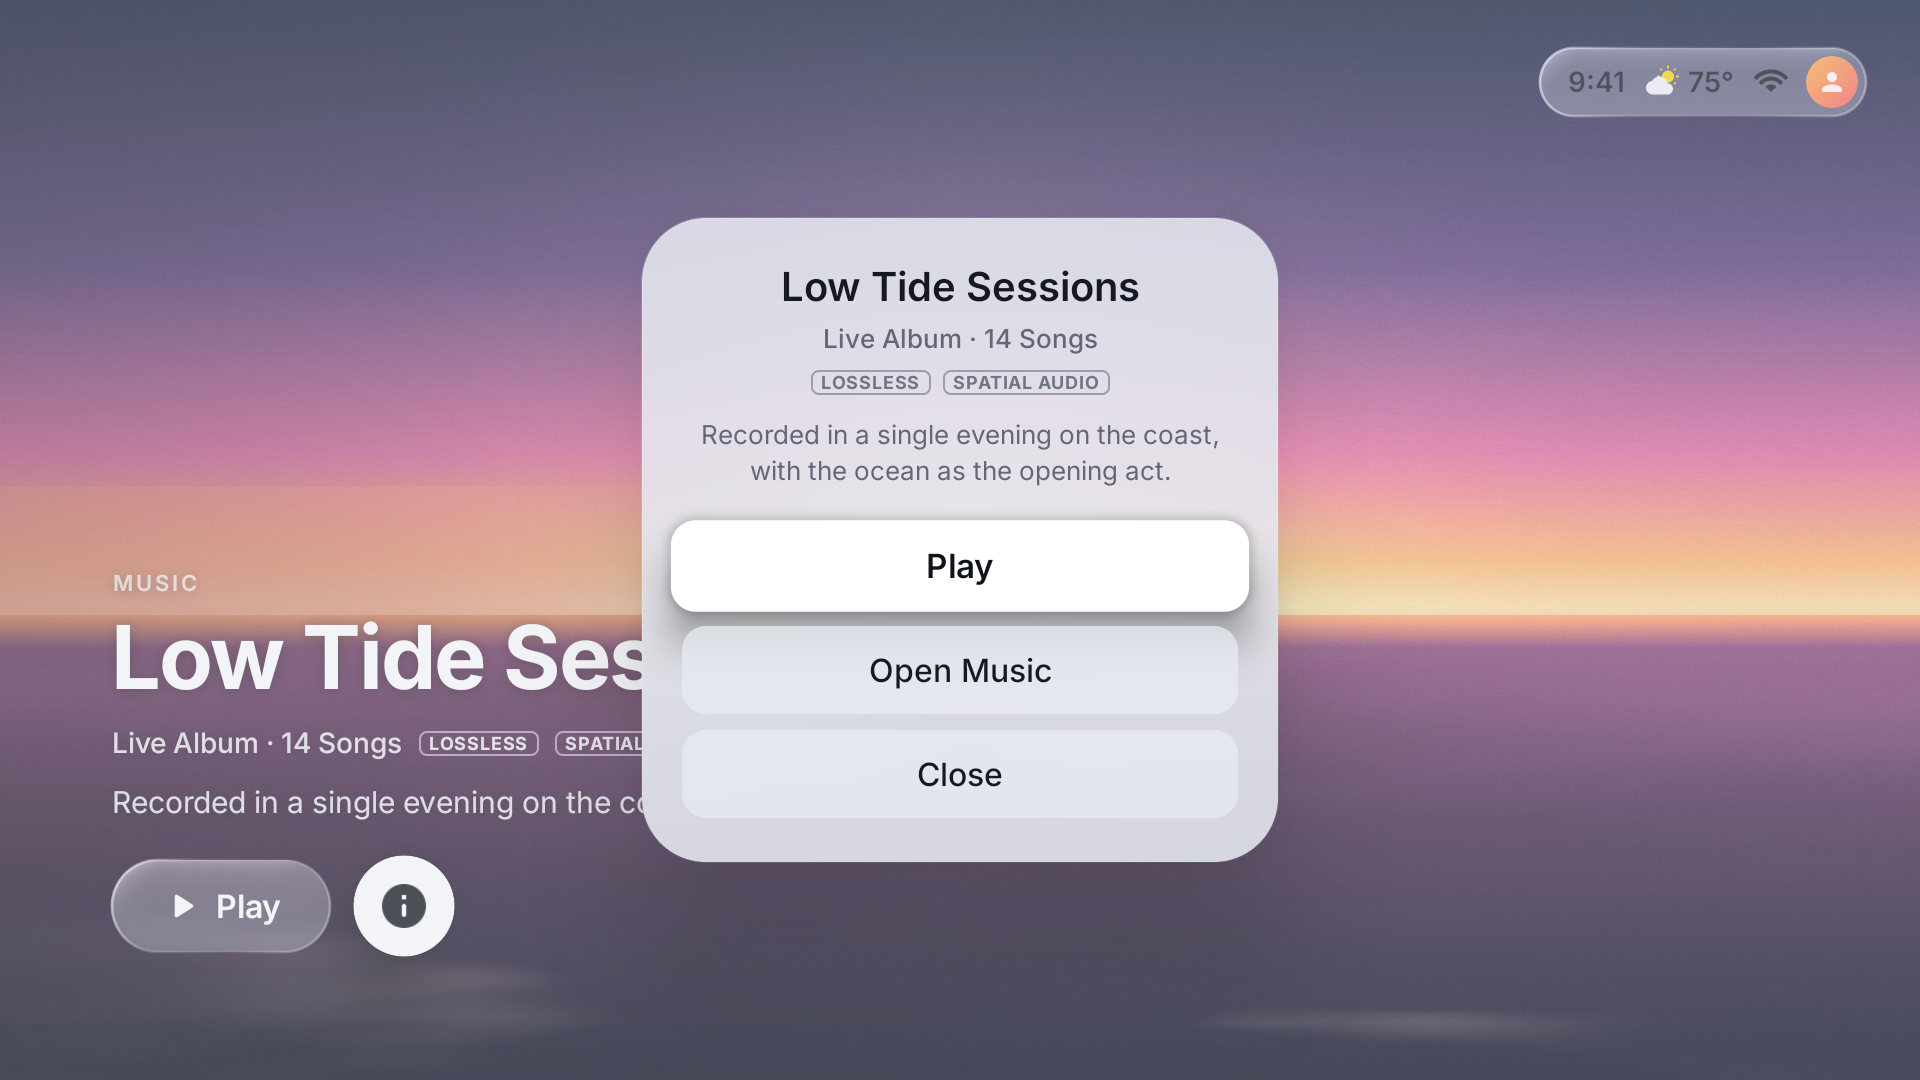 9:41 75°
Low Tide Sessions
Live Album · 14 Songs
LOSSLESS SPATIAL AUDIO
Recorded in a single evening on the coast,
with the ocean as the opening act.
Play
Open Music
Close
MUSIC
Low Tide Ses
Live Album · 14 Songs LOSSLESS SPATIAL
Recorded in a single evening on the co
Play